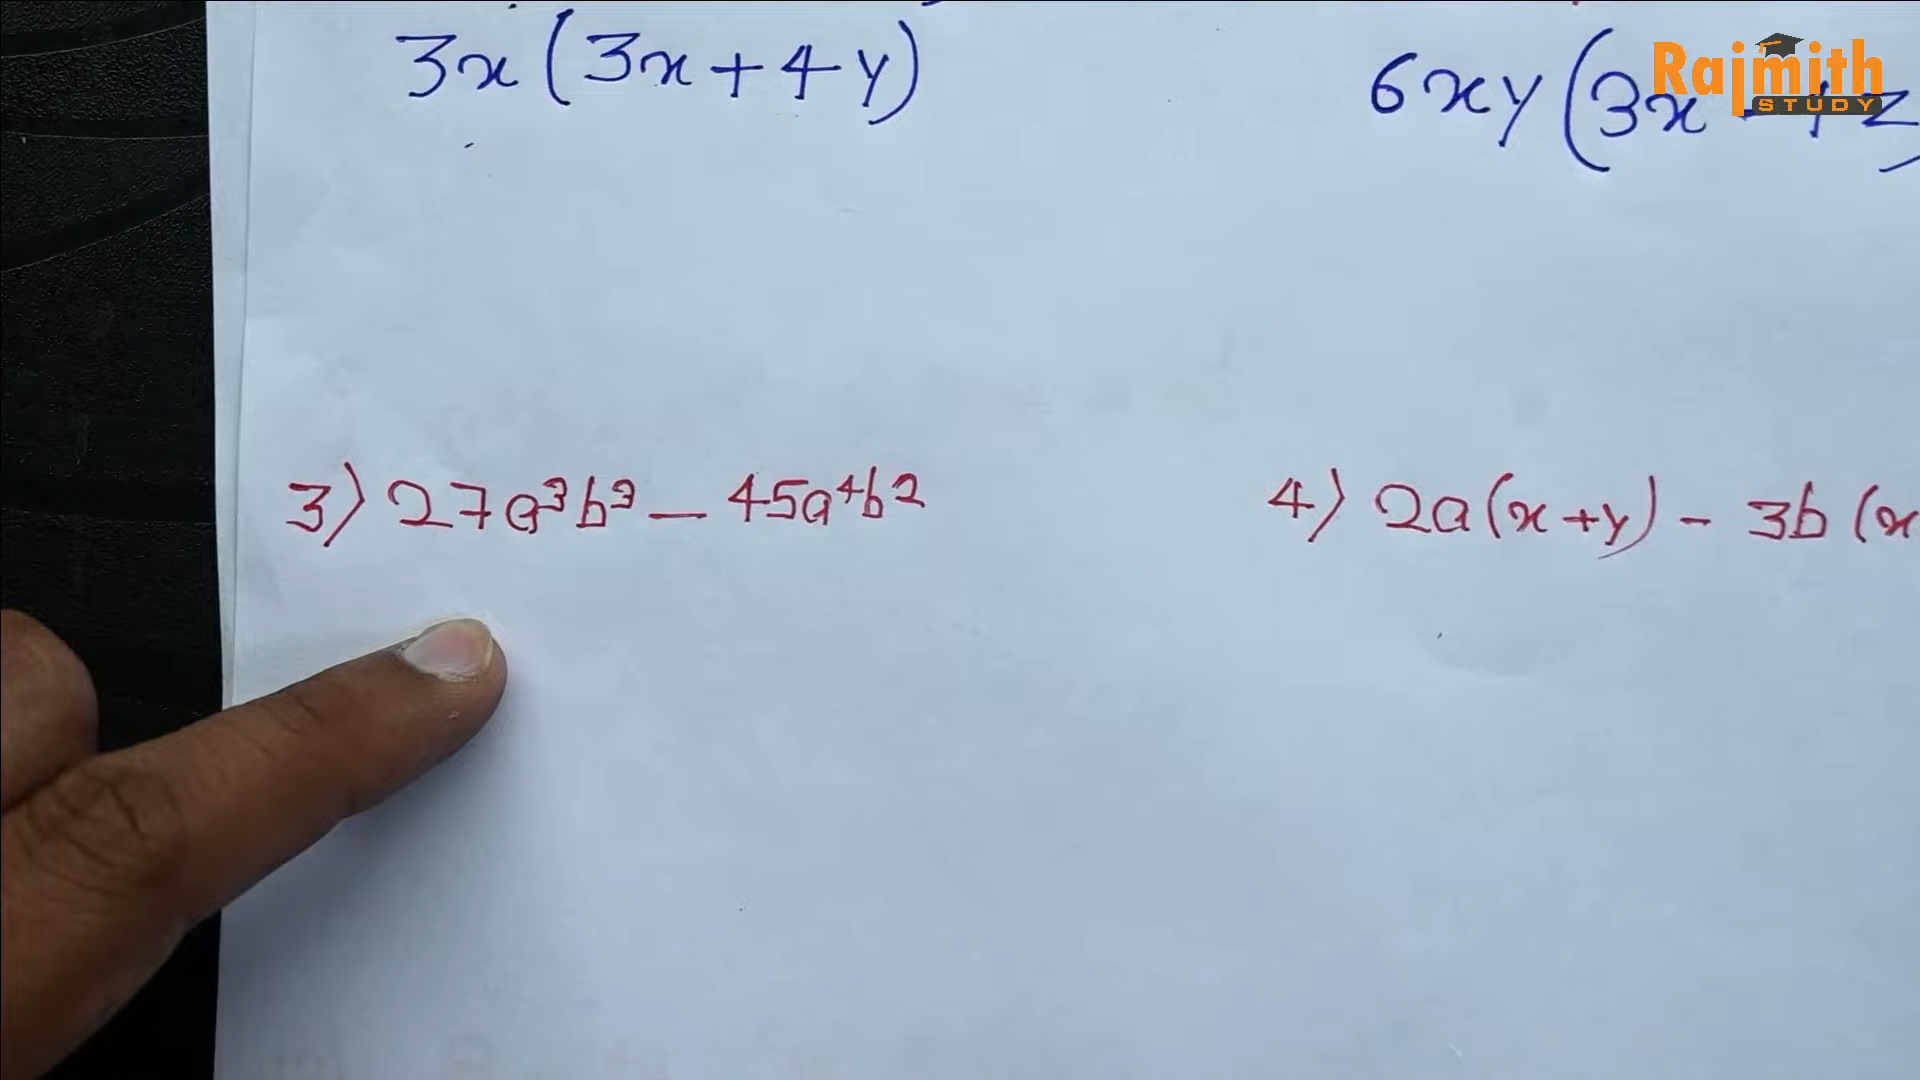 3x(3x+4y)
6xy(3x
Rajmith
STUDY
3) 27a³b³ - 45a⁴b²
4) 2a(x+y) - 3b(x